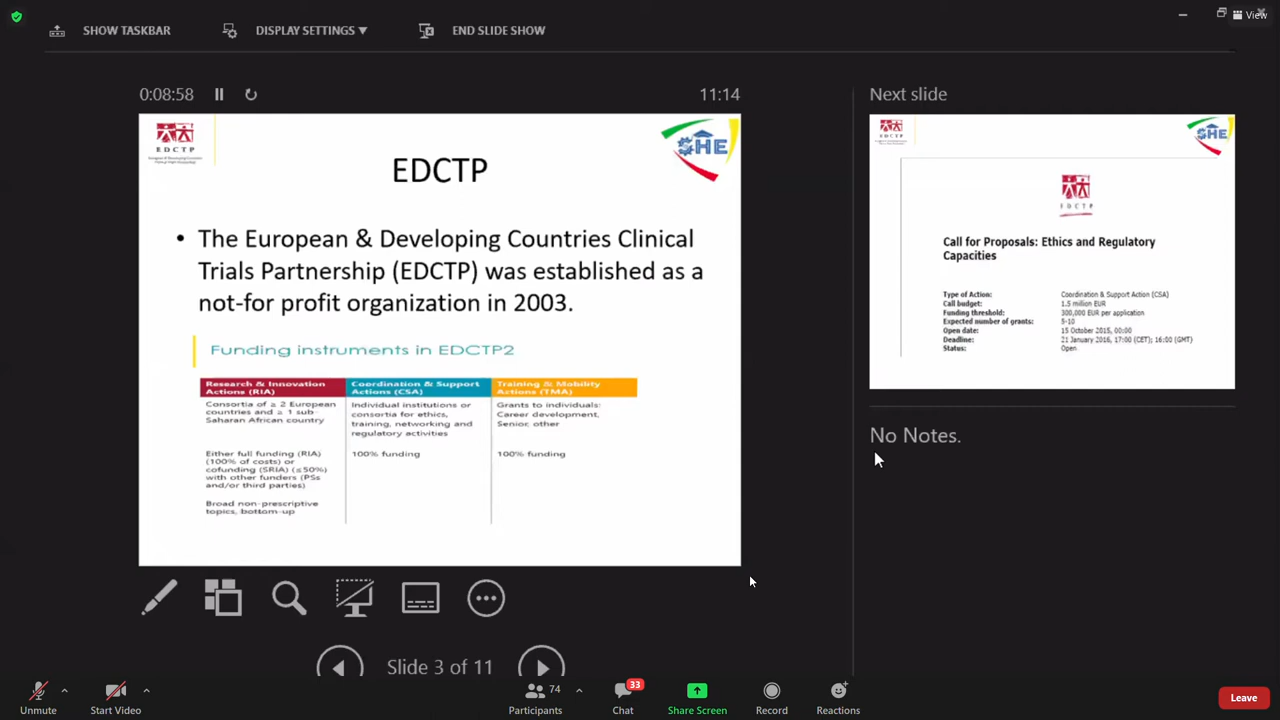 View
SHOW TASKBAR
DISPLAY SETTINGS ▾
END SLIDE SHOW
0:08:58
11:14
Next slide
EDCTP
SHE
EDCTP
• The European & Developing Countries Clinical
Trials Partnership (EDCTP) was established as a
not-for profit organization in 2003.
Funding instruments in EDCTP2
Research & Innovation
Actions (RIA)
Coordination & Support
Actions (CSA)
Training & Mobility
Actions (TMA)
Consortia of ≥ 2 European
countries and ≥ 1 sub-
Saharan African country
Individual institutions or
consortia for ethics,
training, networking and
regulatory activities
Grants to individuals:
Career development,
Senior, other
Either full funding (RIA)
(100% of costs) or
cofunding (SRIA) (≤50%)
with other funders (PSs
and/or third parties)
100% funding
100% funding
Broad non-prescriptive
topics, bottom-up
EDCTP
SHE
EDCTP
Call for Proposals: Ethics and Regulatory
Capacities
Type of Action: Coordination & Support Action (CSA)
Call budget: 1.5 million EUR
Funding threshold: 300,000 EUR per application
Expected number of grants: 5-10
Open date: 15 October 2015, 00:00
Deadline: 21 January 2016, 17:00 (CET); 16:00 (GMT)
Status: Open
No Notes.
Slide 3 of 11
Unmute
Start Video
74
Participants
33
Chat
Share Screen
Record
Reactions
Leave